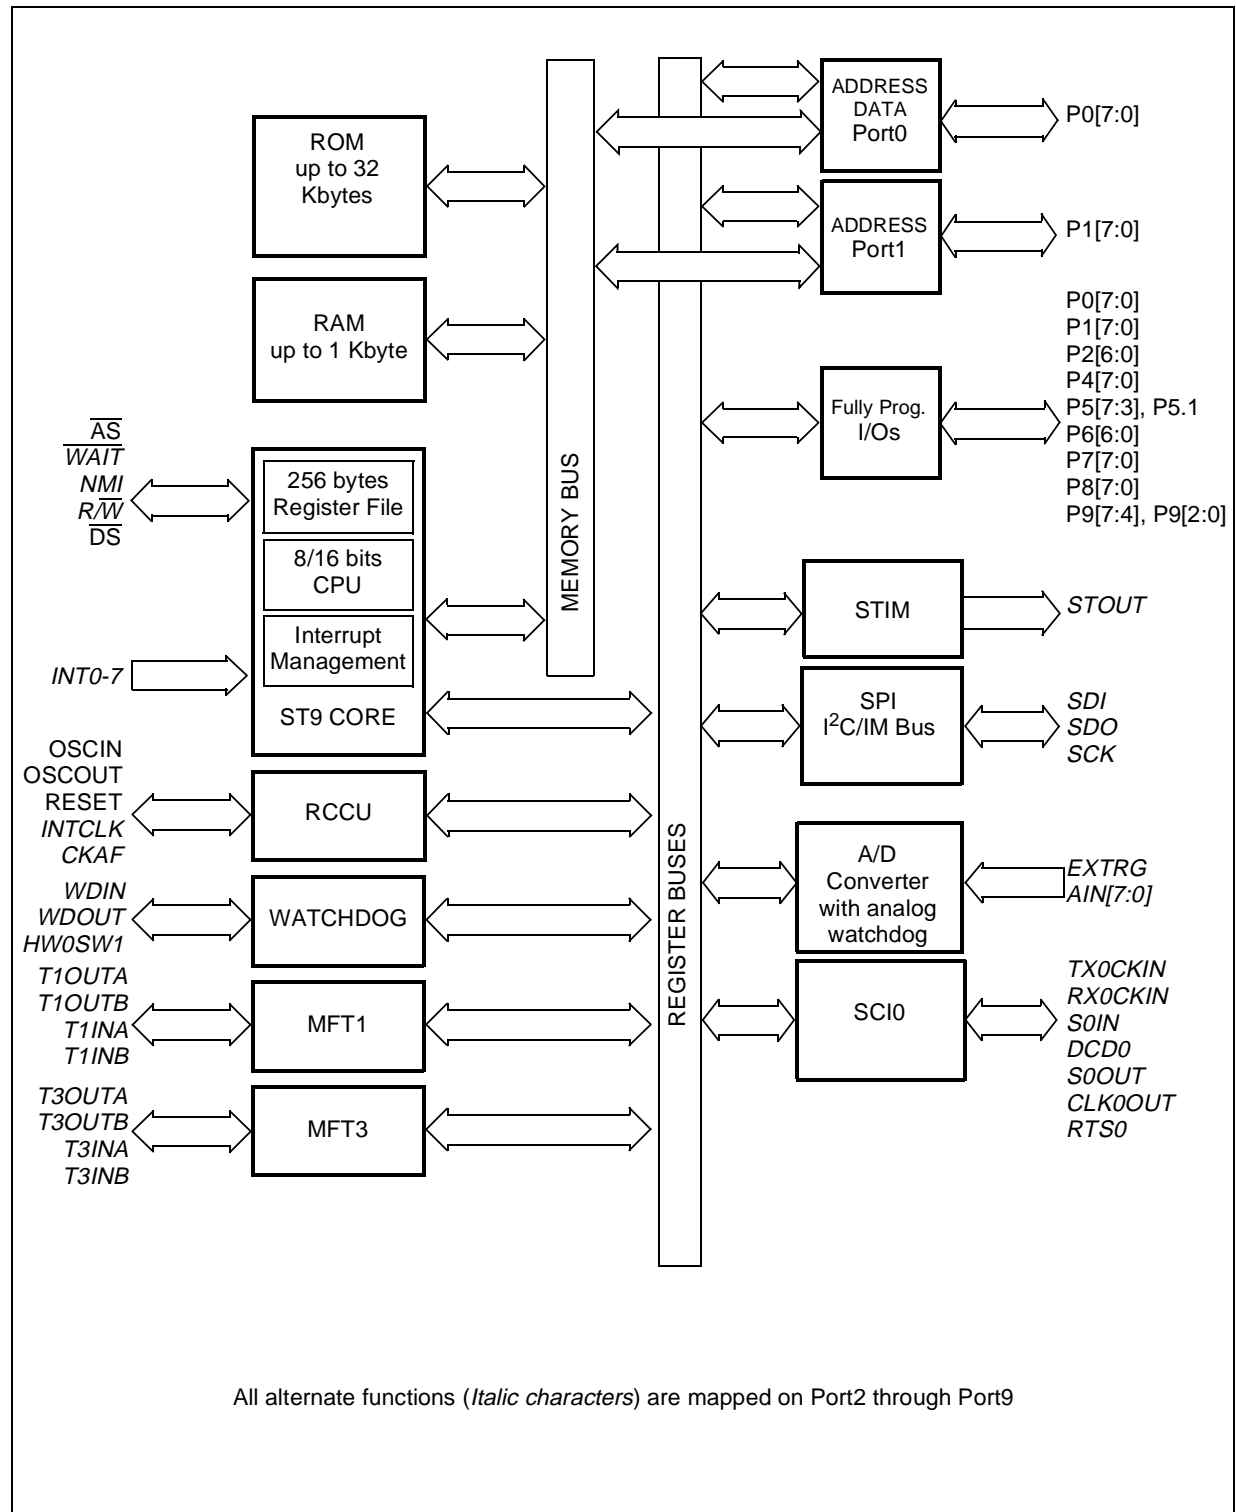 ROM
up to 32
Kbytes
RAM
up to 1 Kbyte
A̅S̅
W̅A̅I̅T̅
NMI
R/W̅
D̅S̅
256 bytes
Register File
8/16 bits
CPU
Interrupt
Management
ST9 CORE
INT0-7
OSCIN
OSCOUT
RESET
INTCLK
CKAF
RCCU
WDIN
WDOUT
HW0SW1
WATCHDOG
T1OUTA
T1OUTB
T1INA
T1INB
MFT1
T3OUTA
T3OUTB
T3INA
T3INB
MFT3
MEMORY BUS
REGISTER BUSES
ADDRESS
DATA
Port0
P0[7:0]
ADDRESS
Port1
P1[7:0]
Fully Prog.
I/Os
P0[7:0]
P1[7:0]
P2[6:0]
P4[7:0]
P5[7:3], P5.1
P6[6:0]
P7[7:0]
P8[7:0]
P9[7:4], P9[2:0]
STIM
STOUT
SPI
I²C/IM Bus
SDI
SDO
SCK
A/D
Converter
with analog
watchdog
EXTRG
AIN[7:0]
SCI0
TX0CKIN
RX0CKIN
S0IN
DCD0
S0OUT
CLK0OUT
RTS0
All alternate functions (Italic characters) are mapped on Port2 through Port9